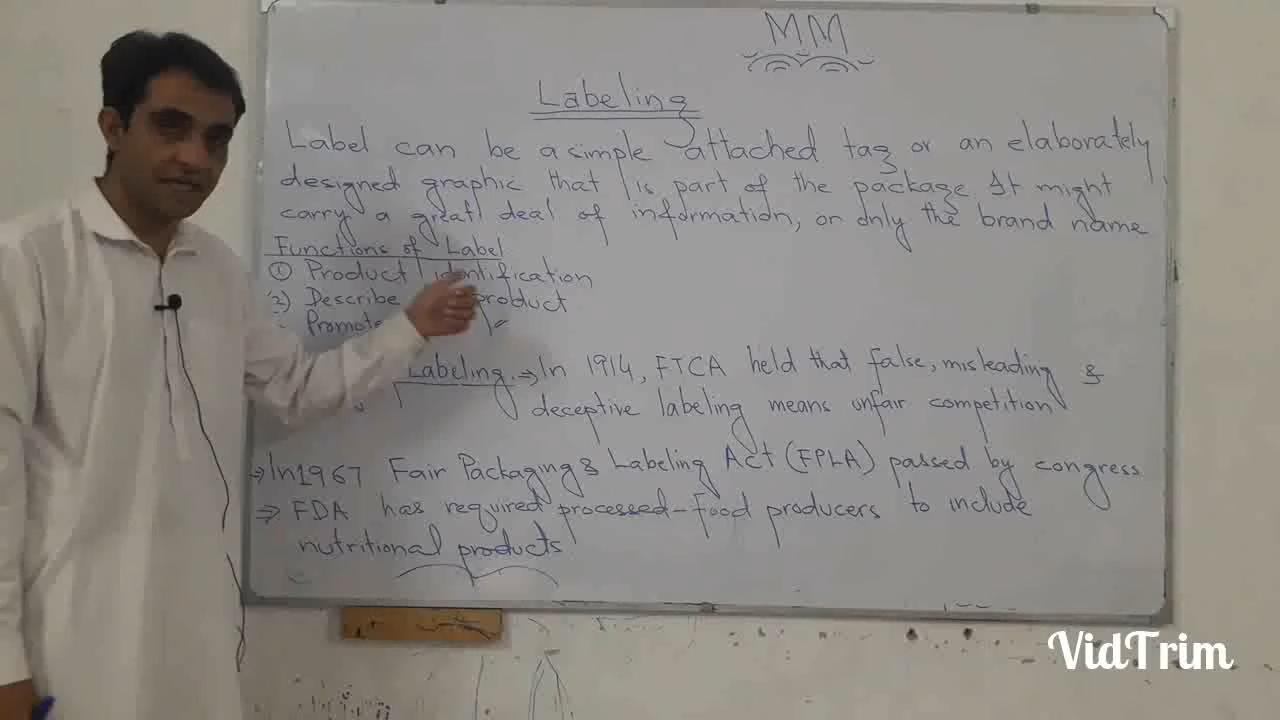 MM
Labeling
Label can be a simple attached tag or an elaborately
designed graphic that is part of the package. It might
carry a great deal of information, or only the brand name
Functions of Label
① Product identification
2) Describe product
Promote
Labeling → In 1914, FTCA held that false, misleading &
deceptive labeling means unfair competition
→ In 1967 Fair Packaging & Labeling Act (FPLA) passed by congress
⇒ FDA has required processed-food producers to include
nutritional products
VidTrim